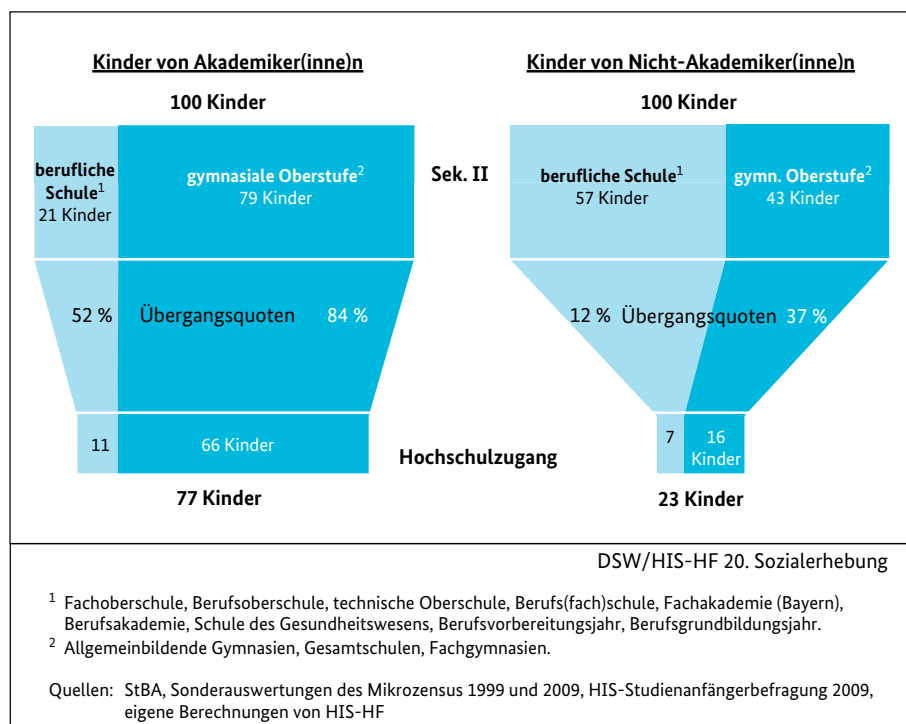 Kinder von Akademiker(inne)n
100 Kinder
berufliche
Schule¹
21 Kinder
gymnasiale Oberstufe²
79 Kinder
Sek. II
52 %
Übergangsquoten
84 %
11
66 Kinder
Hochschulzugang
77 Kinder
Kinder von Nicht-Akademiker(inne)n
100 Kinder
berufliche Schule¹
57 Kinder
gymn. Oberstufe²
43 Kinder
12 %
Übergangsquoten
37 %
7
16
Kinder
23 Kinder
DSW/HIS-HF 20. Sozialerhebung
¹ Fachoberschule, Berufsoberschule, technische Oberschule, Berufs(fach)schule, Fachakademie (Bayern),
Berufsakademie, Schule des Gesundheitswesens, Berufsvorbereitungsjahr, Berufsgrundbildungsjahr.
² Allgemeinbildende Gymnasien, Gesamtschulen, Fachgymnasien.
Quellen: StBA, Sonderauswertungen des Mikrozensus 1999 und 2009, HIS-Studienanfängerbefragung 2009,
eigene Berechnungen von HIS-HF